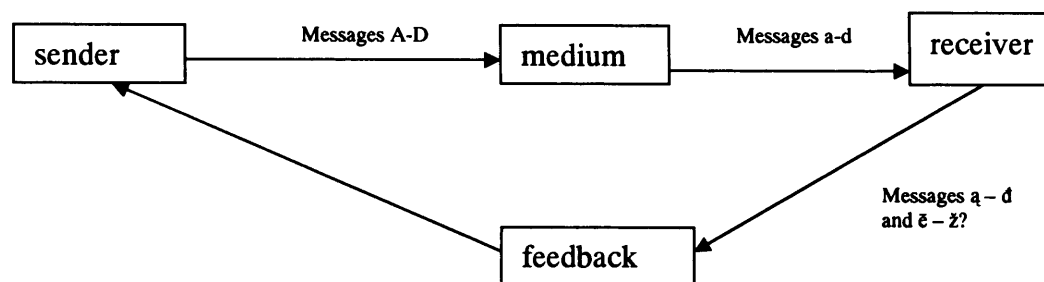 Messages A-D
Messages a-d
sender
medium
receiver
Messages ą – đ
and ē – ž?
feedback